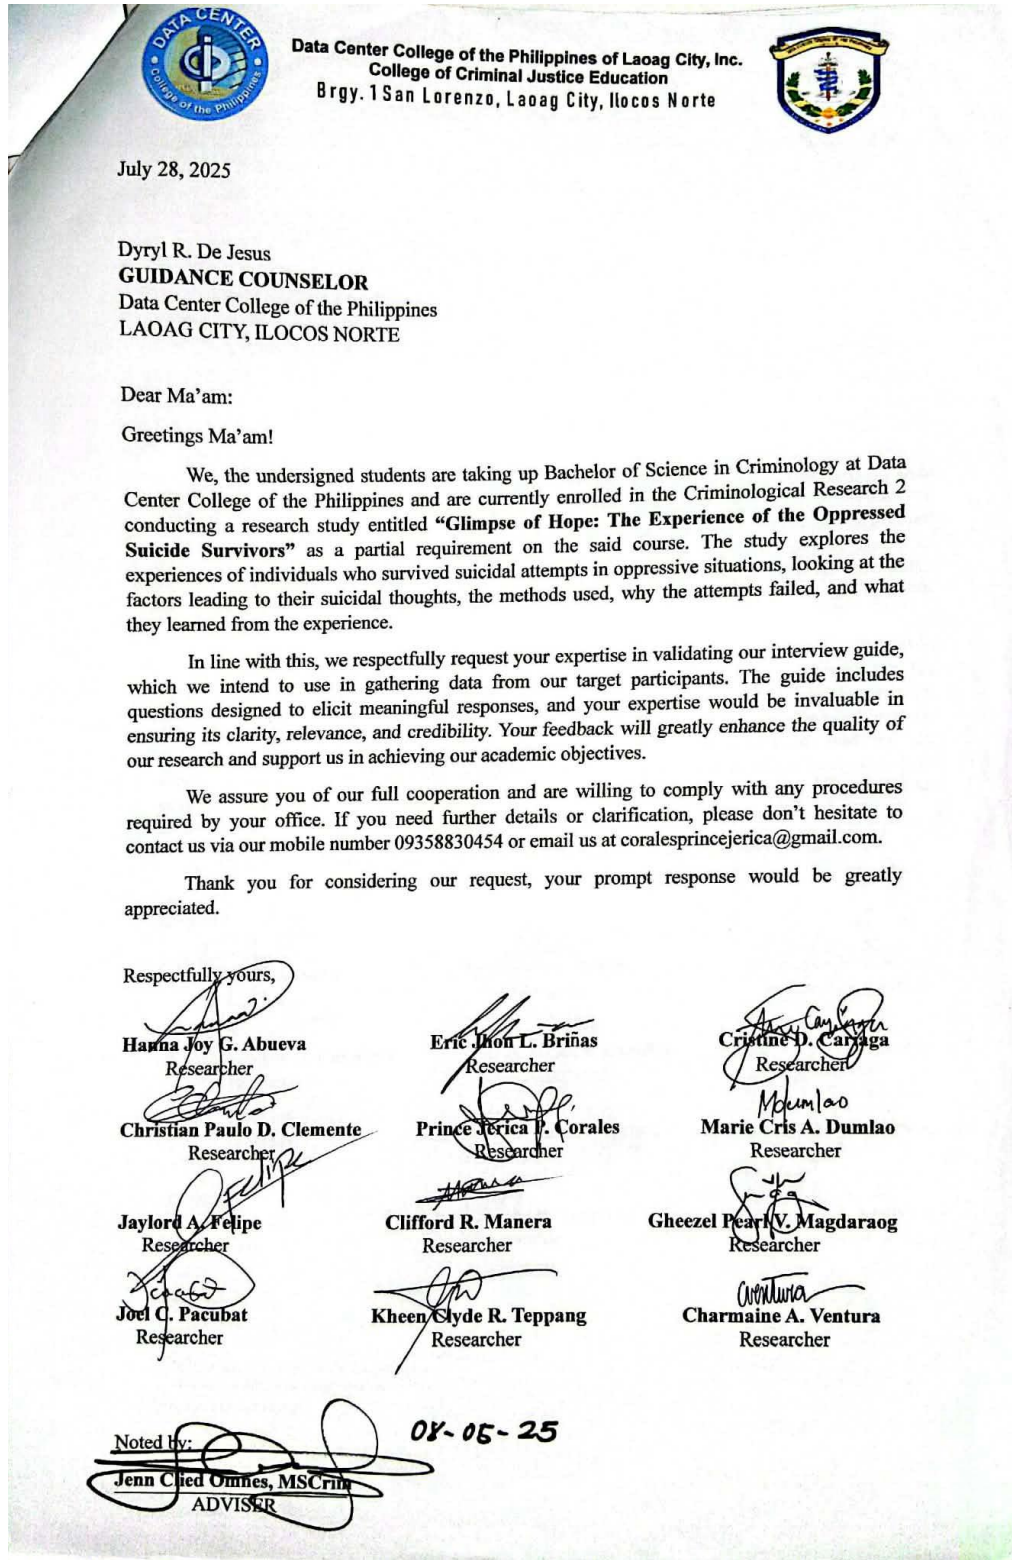 DATA CENTER
College of the Philippines
Data Center College of the Philippines of Laoag City, Inc.
College of Criminal Justice Education
Brgy. 1 San Lorenzo, Laoag City, Ilocos Norte
July 28, 2025
Dyryl R. De Jesus
GUIDANCE COUNSELOR
Data Center College of the Philippines
LAOAG CITY, ILOCOS NORTE
Dear Ma'am:
Greetings Ma'am!
We, the undersigned students are taking up Bachelor of Science in Criminology at Data
Center College of the Philippines and are currently enrolled in the Criminological Research 2
conducting a research study entitled “Glimpse of Hope: The Experience of the Oppressed
Suicide Survivors” as a partial requirement on the said course. The study explores the
experiences of individuals who survived suicidal attempts in oppressive situations, looking at the
factors leading to their suicidal thoughts, the methods used, why the attempts failed, and what
they learned from the experience.
In line with this, we respectfully request your expertise in validating our interview guide,
which we intend to use in gathering data from our target participants. The guide includes
questions designed to elicit meaningful responses, and your expertise would be invaluable in
ensuring its clarity, relevance, and credibility. Your feedback will greatly enhance the quality of
our research and support us in achieving our academic objectives.
We assure you of our full cooperation and are willing to comply with any procedures
required by your office. If you need further details or clarification, please don't hesitate to
contact us via our mobile number 09358830454 or email us at coralesprincejerica@gmail.com.
Thank you for considering our request, your prompt response would be greatly
appreciated.
Respectfully yours,
Hanna Joy G. Abueva Eric Jhon L. Briñas Cristine D. Cariaga
Researcher Researcher Researcher
Mdumlao
Christian Paulo D. Clemente Prince Jerica P. Corales Marie Cris A. Dumlao
Researcher Researcher Researcher
Felipe
Jaylord A. Felipe Clifford R. Manera Gheezel Pearl V. Magdaraog
Researcher Researcher Researcher
aventura
Joel C. Pacubat Kheen Clyde R. Teppang Charmaine A. Ventura
Researcher Researcher Researcher
08-05-25
Noted by:
Jenn Clied Omnes, MSCrim
ADVISER